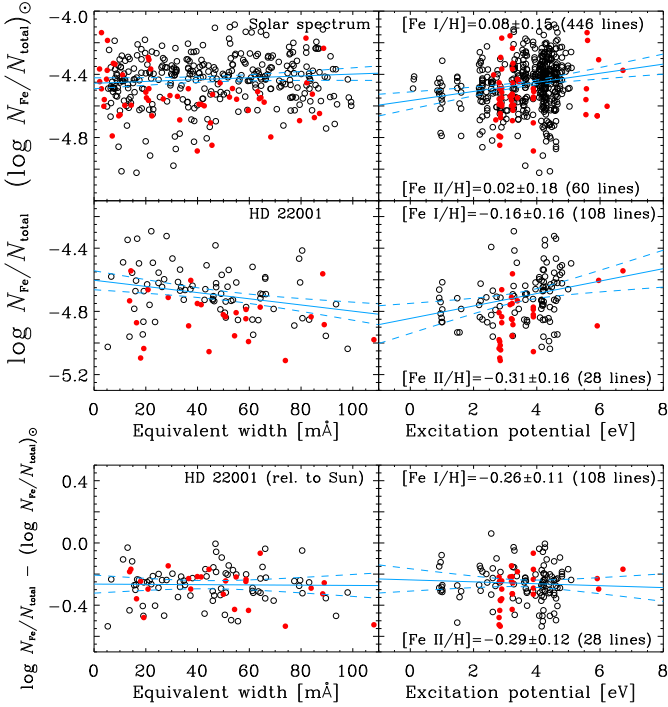 Solar spectrum
[Fe I/H]=0.08±0.15 (446 lines)
−4.0
−4.4
−4.8
(log N_Fe/N_total)⊙
[Fe II/H]=0.02±0.18 (60 lines)
HD 22001
[Fe I/H]=−0.16±0.16 (108 lines)
−4.4
−4.8
−5.2
log N_Fe/N_total
[Fe II/H]=−0.31±0.16 (28 lines)
0 20 40 60 80 100
0 2 4 6 8
Equivalent width [mÅ]
Excitation potential [eV]
HD 22001 (rel. to Sun)
[Fe I/H]=−0.26±0.11 (108 lines)
0.4
0.0
−0.4
log N_Fe/N_total − (log N_Fe/N_total)⊙
[Fe II/H]=−0.29±0.12 (28 lines)
0 20 40 60 80 100
0 2 4 6 8
Equivalent width [mÅ]
Excitation potential [eV]